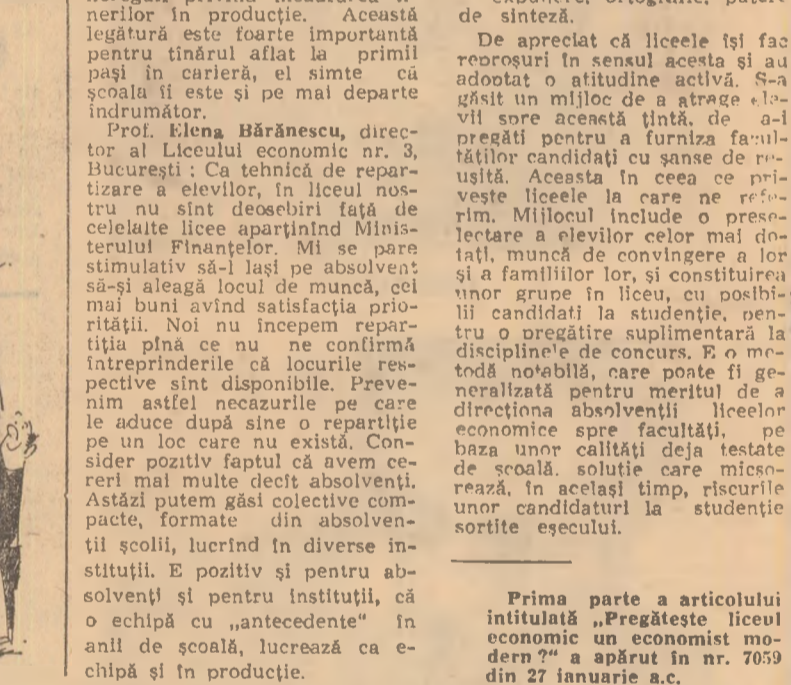 nerilor în producție. Această
legătură este foarte importantă
pentru tînărul aflat la primii
pași în carieră, el simte că
școala îi este și pe mai departe
îndrumător.
Prof. Elena Bărănescu, direc-
tor al Liceului economic nr. 3,
București : Ca tehnică de repar-
tizare a elevilor, în liceul nos-
tru nu sînt deosebiri față de
celelalte licee aparținînd Minis-
terului Finanțelor. Mi se pare
stimulativ să-l lași pe absolvent
să-și aleagă locul de muncă, cei
mai buni avînd satisfacția prio-
rității. Noi nu începem repar-
tiția pînă ce nu ne confirmă
întreprinderile că locurile res-
pective sînt disponibile. Preve-
nim astfel necazurile pe care
le aduce după sine o repartiție
pe un loc care nu există. Con-
sider pozitiv faptul că avem ce-
reri mai multe decît absolvenți.
Astăzi putem găsi colective com-
pacte, formate din absolven-
ții școlii, lucrînd în diverse in-
stituții. E pozitiv și pentru ab-
solvenți și pentru instituții, că
o echipă cu „antecedente“ în
anii de școală, lucrează ca e-
chipă și în producție.
de sinteză.
De apreciat că liceele își fac
reproșuri în sensul acesta și au
adoptat o atitudine activă. S-a
găsit un mijloc de a atrage ele-
vii spre această țintă, de a-i
pregăti pentru a furniza facul-
tăților candidați cu șanse de re-
ușită. Aceasta în ceea ce pri-
vește liceele la care ne refe-
rim. Mijlocul include o prese-
lectare a elevilor celor mai do-
tați, muncă de convingere a lor
și a familiilor lor, și constituirea
unor grupe în liceu, cu posibi-
lii candidați la studenție, pen-
tru o pregătire suplimentară la
disciplinele de concurs. E o me-
todă notabilă, care poate fi ge-
neralizată pentru meritul de a
direcționa absolvenții liceelor
economice spre facultăți, pe
baza unor calități deja testate
de școală, soluție care micșo-
rează, în același timp, riscurile
unor candidaturi la studenție
sortite eșecului.
Prima parte a articolului
intitulată „Pregătește liceul
economic un economist mo-
dern ?“ a apărut în nr. 7059
din 27 ianuarie a.c.